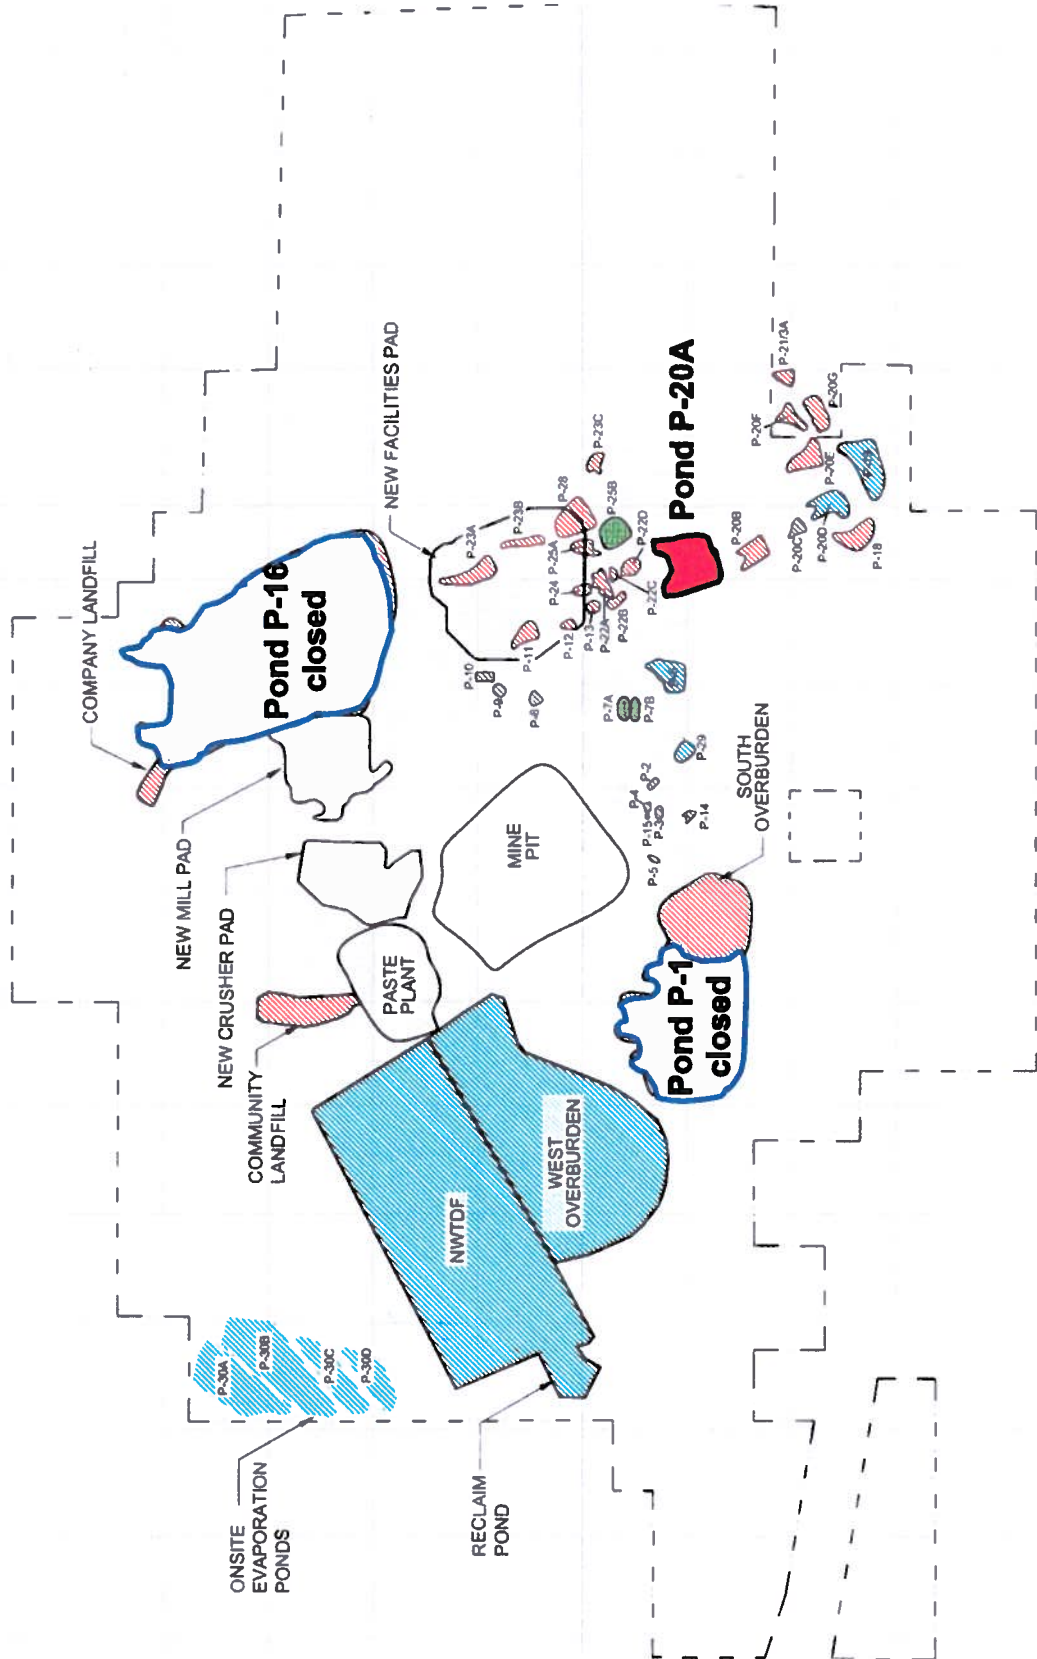 COMPANY LANDFILL
NEW MILL PAD
NEW CRUSHER PAD
COMMUNITY
LANDFILL
ONSITE
EVAPORATION
PONDS
P-30A
P-30B
P-30C
P-30D
RECLAIM
POND
NWTDF
WEST
OVERBURDEN
PASTE
PLANT
MINE
PIT
Pond P-16
closed
NEW FACILITIES PAD
P-23A
P-23B
P-28
P-23C
P-25A
P-25B
P-24
P-22D
P-22C
P-22B
P-22A
P-13
P-12
P-11
P-10
P-9
P-8
P-7A
P-7B
Pond P-20A
P-20B
P-20C
P-20D
P-20E
P-20F
P-20G
P-21/3A
P-18
P-29
P-2
P-4
P-15
P-3
P-14
P-5
SOUTH
OVERBURDEN
Pond P-1
closed